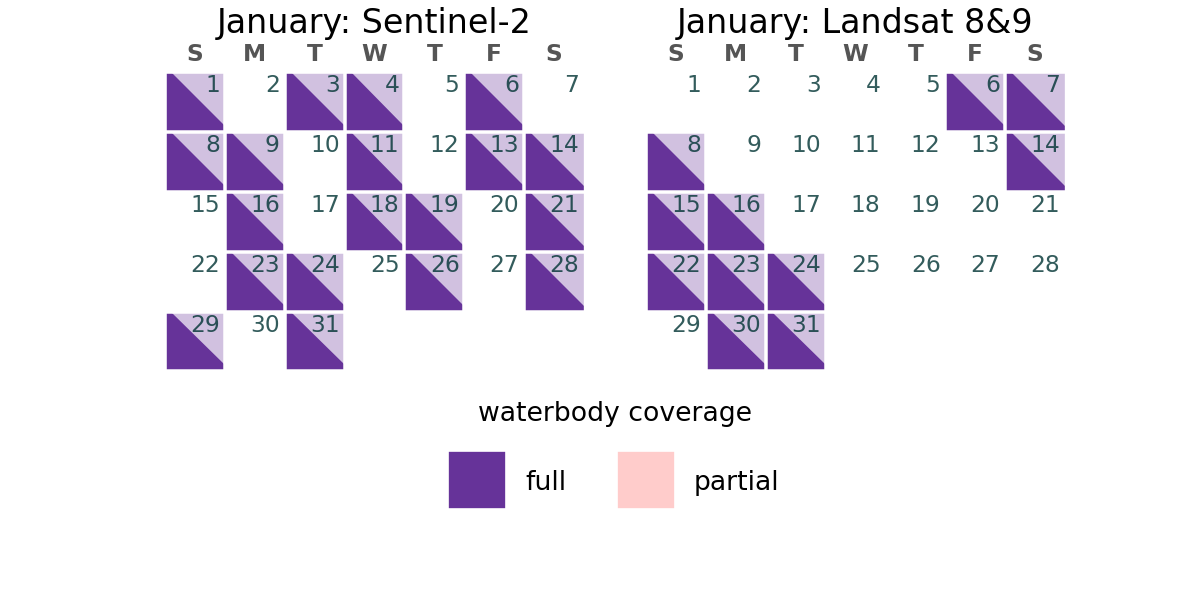 January: Sentinel-2
S M T W T F S
1 2 3 4 5 6 7
8 9 10 11 12 13 14
15 16 17 18 19 20 21
22 23 24 25 26 27 28
29 30 31
January: Landsat 8&9
S M T W T F S
1 2 3 4 5 6 7
8 9 10 11 12 13 14
15 16 17 18 19 20 21
22 23 24 25 26 27 28
29 30 31
waterbody coverage
full partial